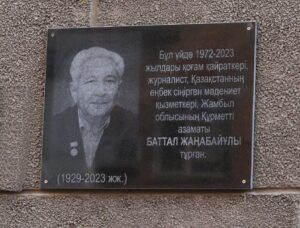 Бұл үйде 1972-2023
жылдары қоғам қайраткері,
журналист, Қазақстанның
еңбек сіңірген мәдениет
қызметкері, Жамбыл
облысының Құрметті
азаматы
БАТТАЛ ЖАҢАБАЙҰЛЫ
тұрған.
(1929-2023 жж.)